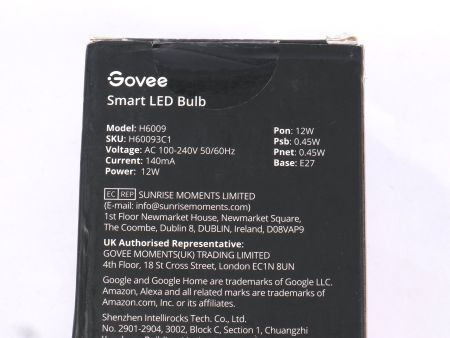 Govee
Smart LED Bulb
Model: H6009
SKU: H60093C1
Voltage: AC 100-240V 50/60Hz
Current: 140mA
Power: 12W
Pon: 12W
Psb: 0.45W
Pnet: 0.45W
Base: E27
EC REP SUNRISE MOMENTS LIMITED
(E-mail: info@sunrisemoments.com)
1st Floor Newmarket House, Newmarket Square,
The Coombe, Dublin 8, DUBLIN, Ireland, D08VAP9
UK Authorised Representative:
GOVEE MOMENTS(UK) TRADING LIMITED
4th Floor, 18 St Cross Street, London EC1N 8UN
Google and Google Home are trademarks of Google LLC.
Amazon, Alexa and all related marks are trademarks of
Amazon.com, Inc. or its affiliates.
Shenzhen Intellirocks Tech. Co., Ltd.
No. 2901-2904, 3002, Block C, Section 1, Chuangzhi